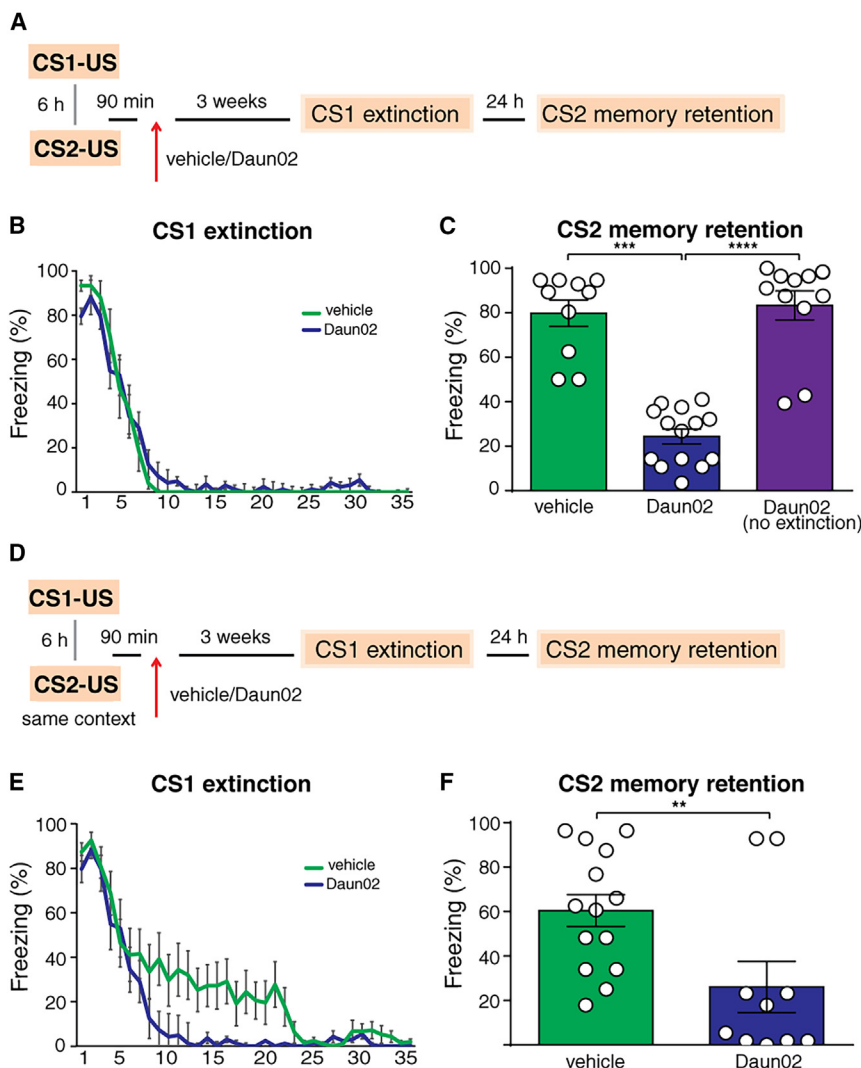 A
CS1-US
6 h
90 min
3 weeks
CS1 extinction
24 h
CS2 memory retention
CS2-US
vehicle/Daun02
B
CS1 extinction
Freezing (%)
100
80
60
40
20
0
vehicle
Daun02
1 5 10 15 20 25 30 35
C
CS2 memory retention
*** ****
Freezing (%)
100
80
60
40
20
0
vehicle
Daun02
Daun02
(no extinction)
D
CS1-US
6 h
90 min
3 weeks
CS1 extinction
24 h
CS2 memory retention
CS2-US
vehicle/Daun02
same context
E
CS1 extinction
Freezing (%)
100
80
60
40
20
0
vehicle
Daun02
1 5 10 15 20 25 30 35
F
CS2 memory retention
**
Freezing (%)
100
80
60
40
20
0
vehicle
Daun02